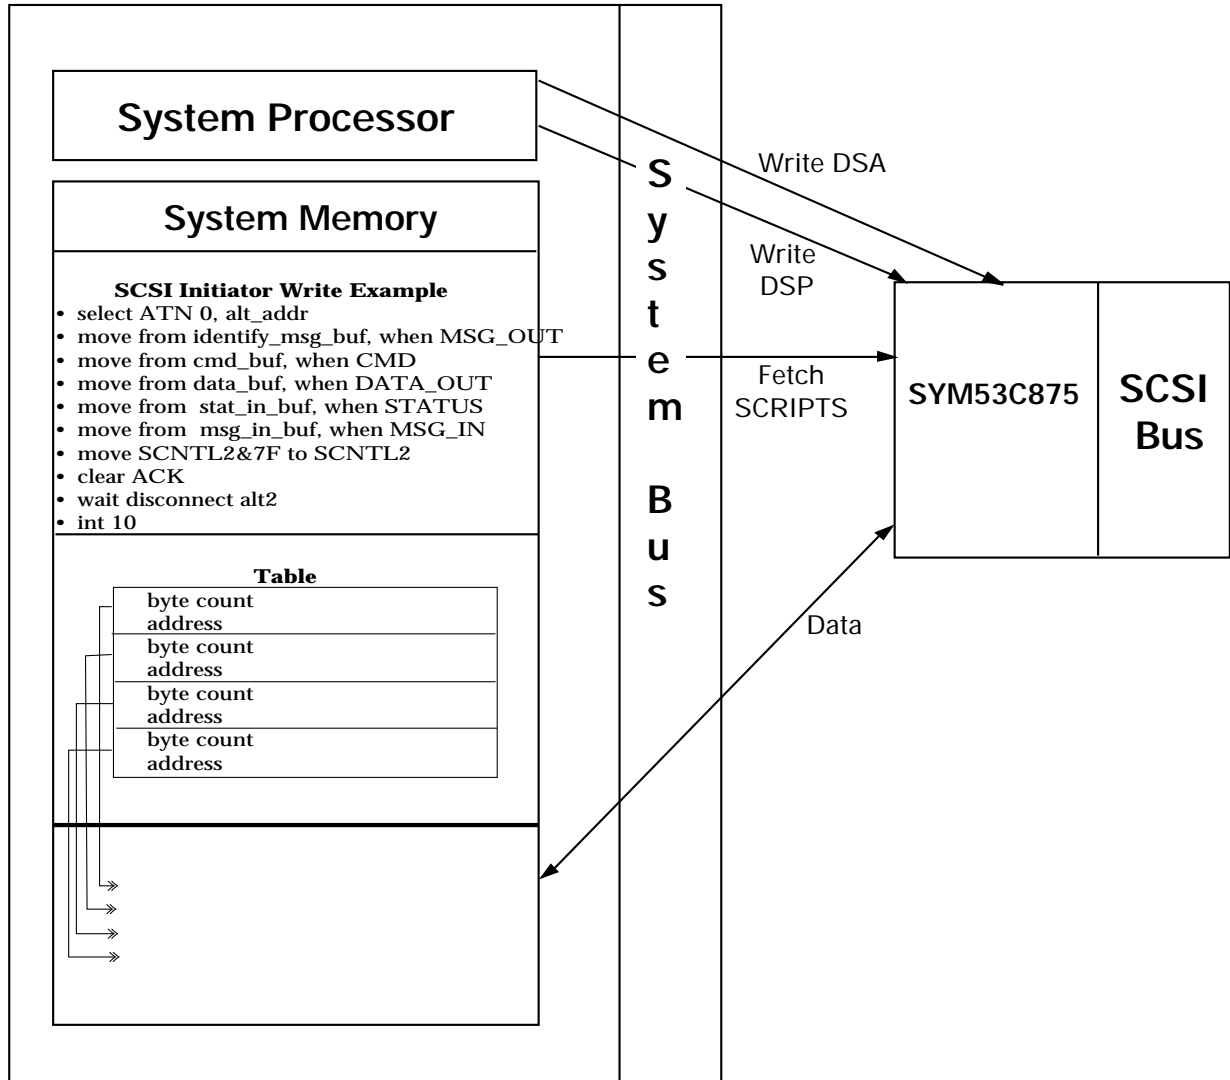 System Processor
System Memory
SCSI Initiator Write Example
• select ATN 0, alt_addr
• move from identify_msg_buf, when MSG_OUT
• move from cmd_buf, when CMD
• move from data_buf, when DATA_OUT
• move from stat_in_buf, when STATUS
• move from msg_in_buf, when MSG_IN
• move SCNTL2&7F to SCNTL2
• clear ACK
• wait disconnect alt2
• int 10
Table
byte count
address
byte count
address
byte count
address
byte count
address
System Bus
Write DSA
Write
DSP
Fetch
SCRIPTS
Data
SYM53C875
SCSI
Bus